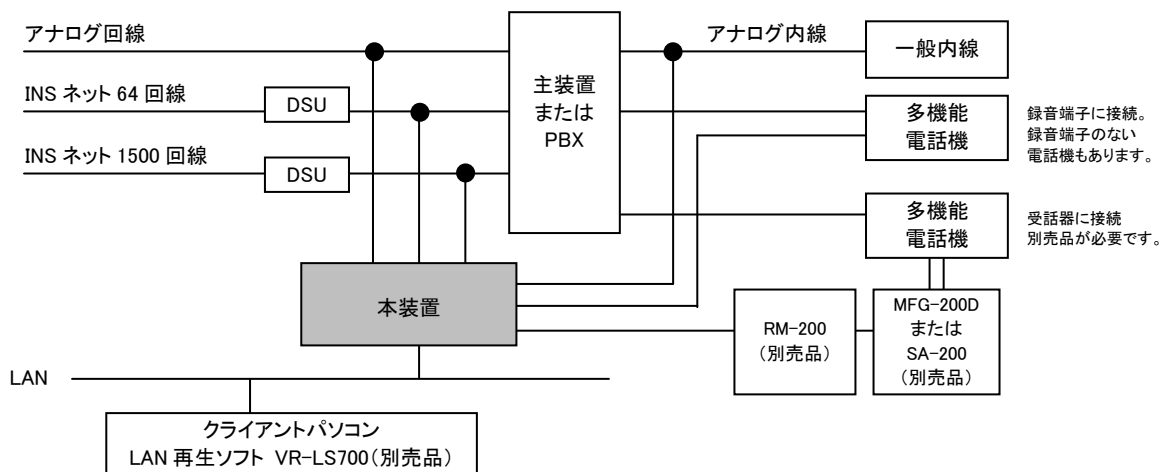 アナログ回線
INS ネット 64 回線
DSU
INS ネット 1500 回線
DSU
主装置
または
PBX
アナログ内線
一般内線
多機能
電話機
録音端子に接続。
録音端子のない
電話機もあります。
多機能
電話機
受話器に接続
別売品が必要です。
本装置
RM-200
(別売品)
MFG-200D
または
SA-200
(別売品)
LAN
クライアントパソコン
LAN 再生ソフト VR-LS700(別売品)